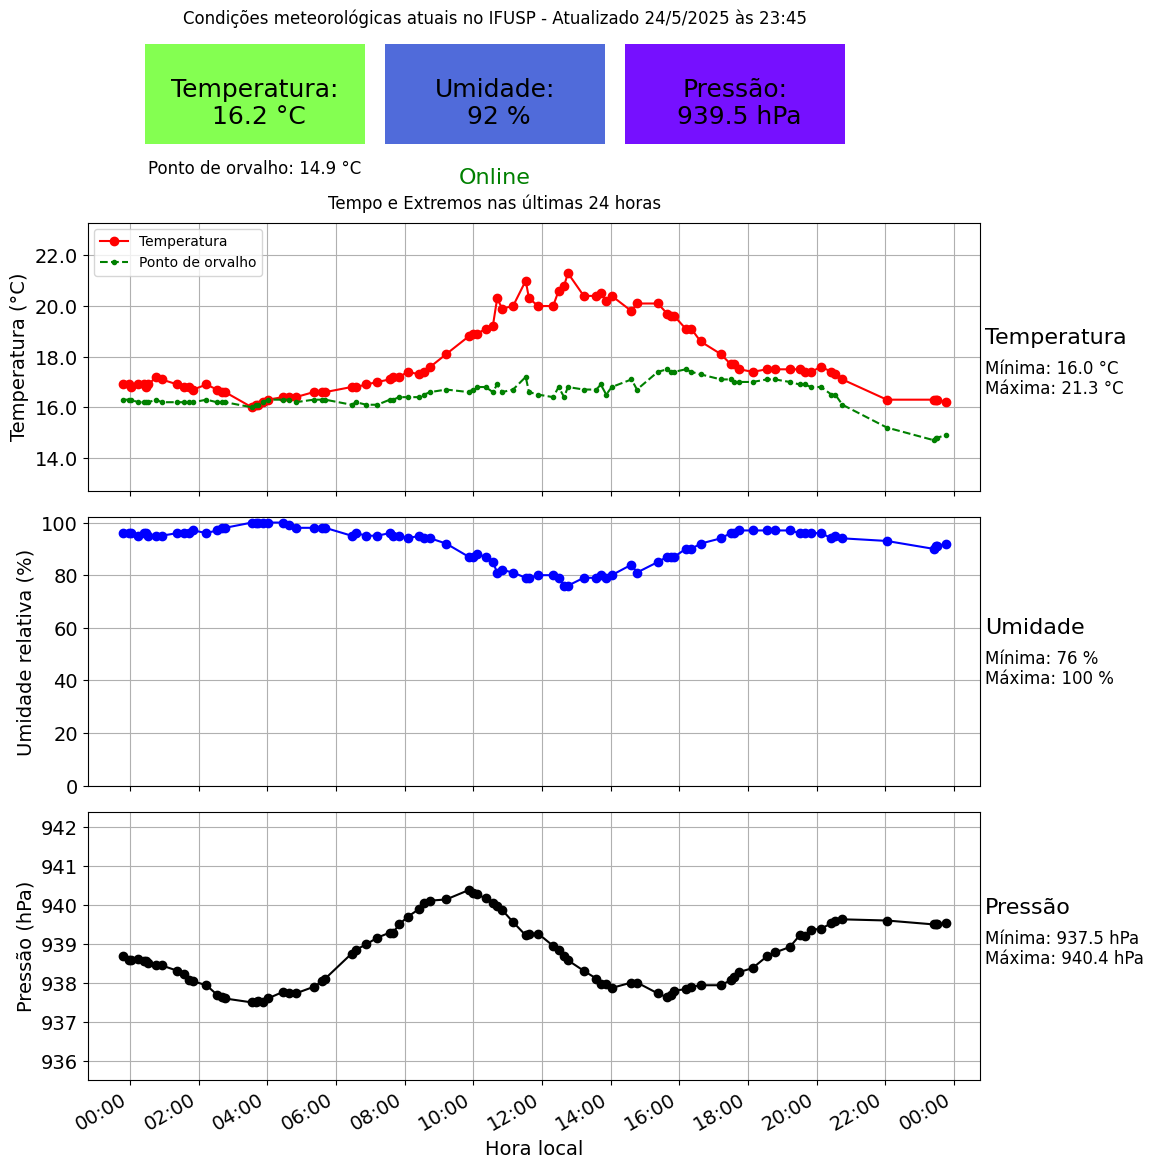 Condições meteorológicas atuais no IFUSP - Atualizado 24/5/2025 às 23:45
Temperatura:
16.2 °C
Umidade:
92 %
Pressão:
939.5 hPa
Ponto de orvalho: 14.9 °C
Online
Tempo e Extremos nas últimas 24 horas
Temperatura
Ponto de orvalho
Temperatura (°C)
22.0
20.0
18.0
16.0
14.0
Temperatura
Mínima: 16.0 °C
Máxima: 21.3 °C
Umidade relativa (%)
100
80
60
40
20
0
Umidade
Mínima: 76 %
Máxima: 100 %
Pressão (hPa)
942
941
940
939
938
937
936
Pressão
Mínima: 937.5 hPa
Máxima: 940.4 hPa
00:00
02:00
04:00
06:00
08:00
10:00
12:00
14:00
16:00
18:00
20:00
22:00
00:00
Hora local